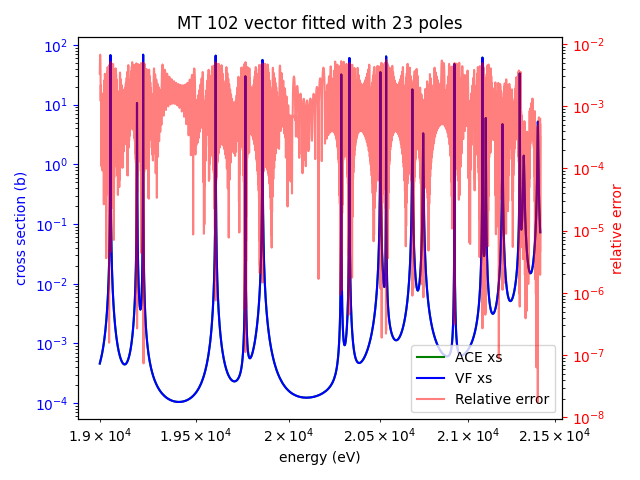 MT 102 vector fitted with 23 poles
cross section (b)
10² 10¹ 10⁰ 10⁻¹ 10⁻² 10⁻³ 10⁻⁴
relative error
10⁻² 10⁻³ 10⁻⁴ 10⁻⁵ 10⁻⁶ 10⁻⁷ 10⁻⁸
ACE xs
VF xs
Relative error
1.9 × 10⁴ 1.95 × 10⁴ 2 × 10⁴ 2.05 × 10⁴ 2.1 × 10⁴ 2.15 × 10⁴
energy (eV)